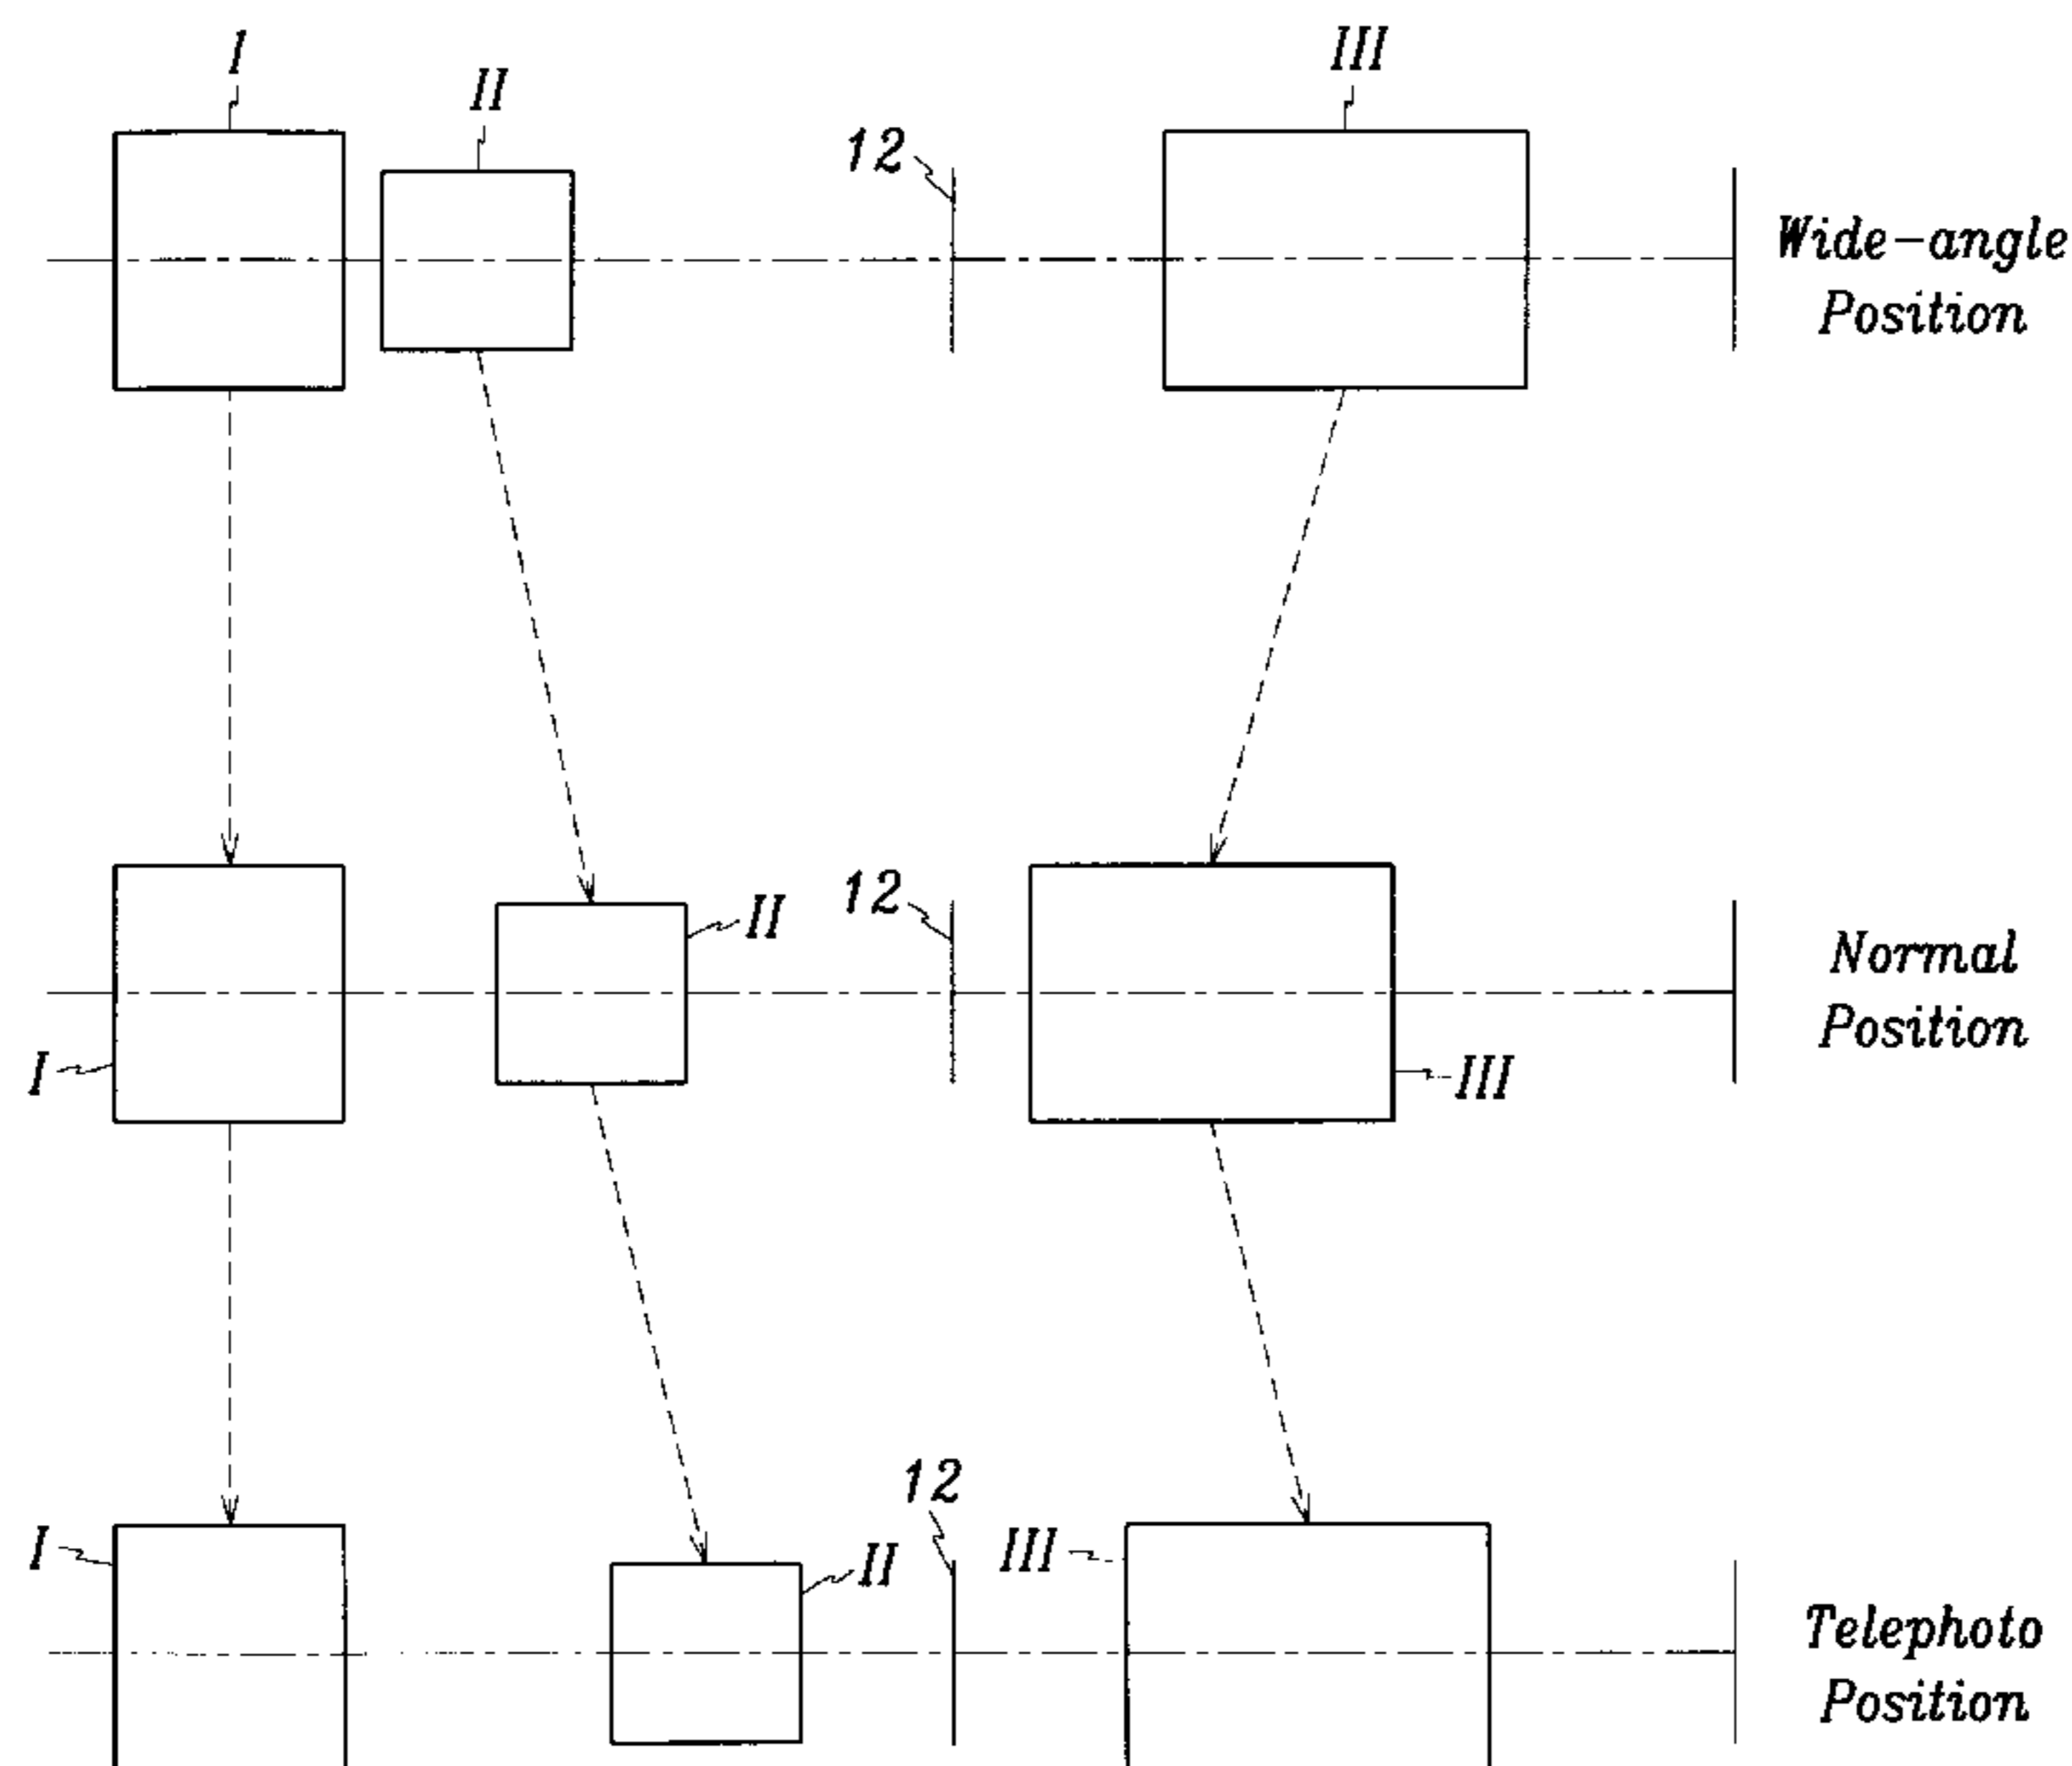 I
II
III
12
Wide-angle
Position
12
II
Normal
Position
I
III
12
I
III
II
Telephoto
Position